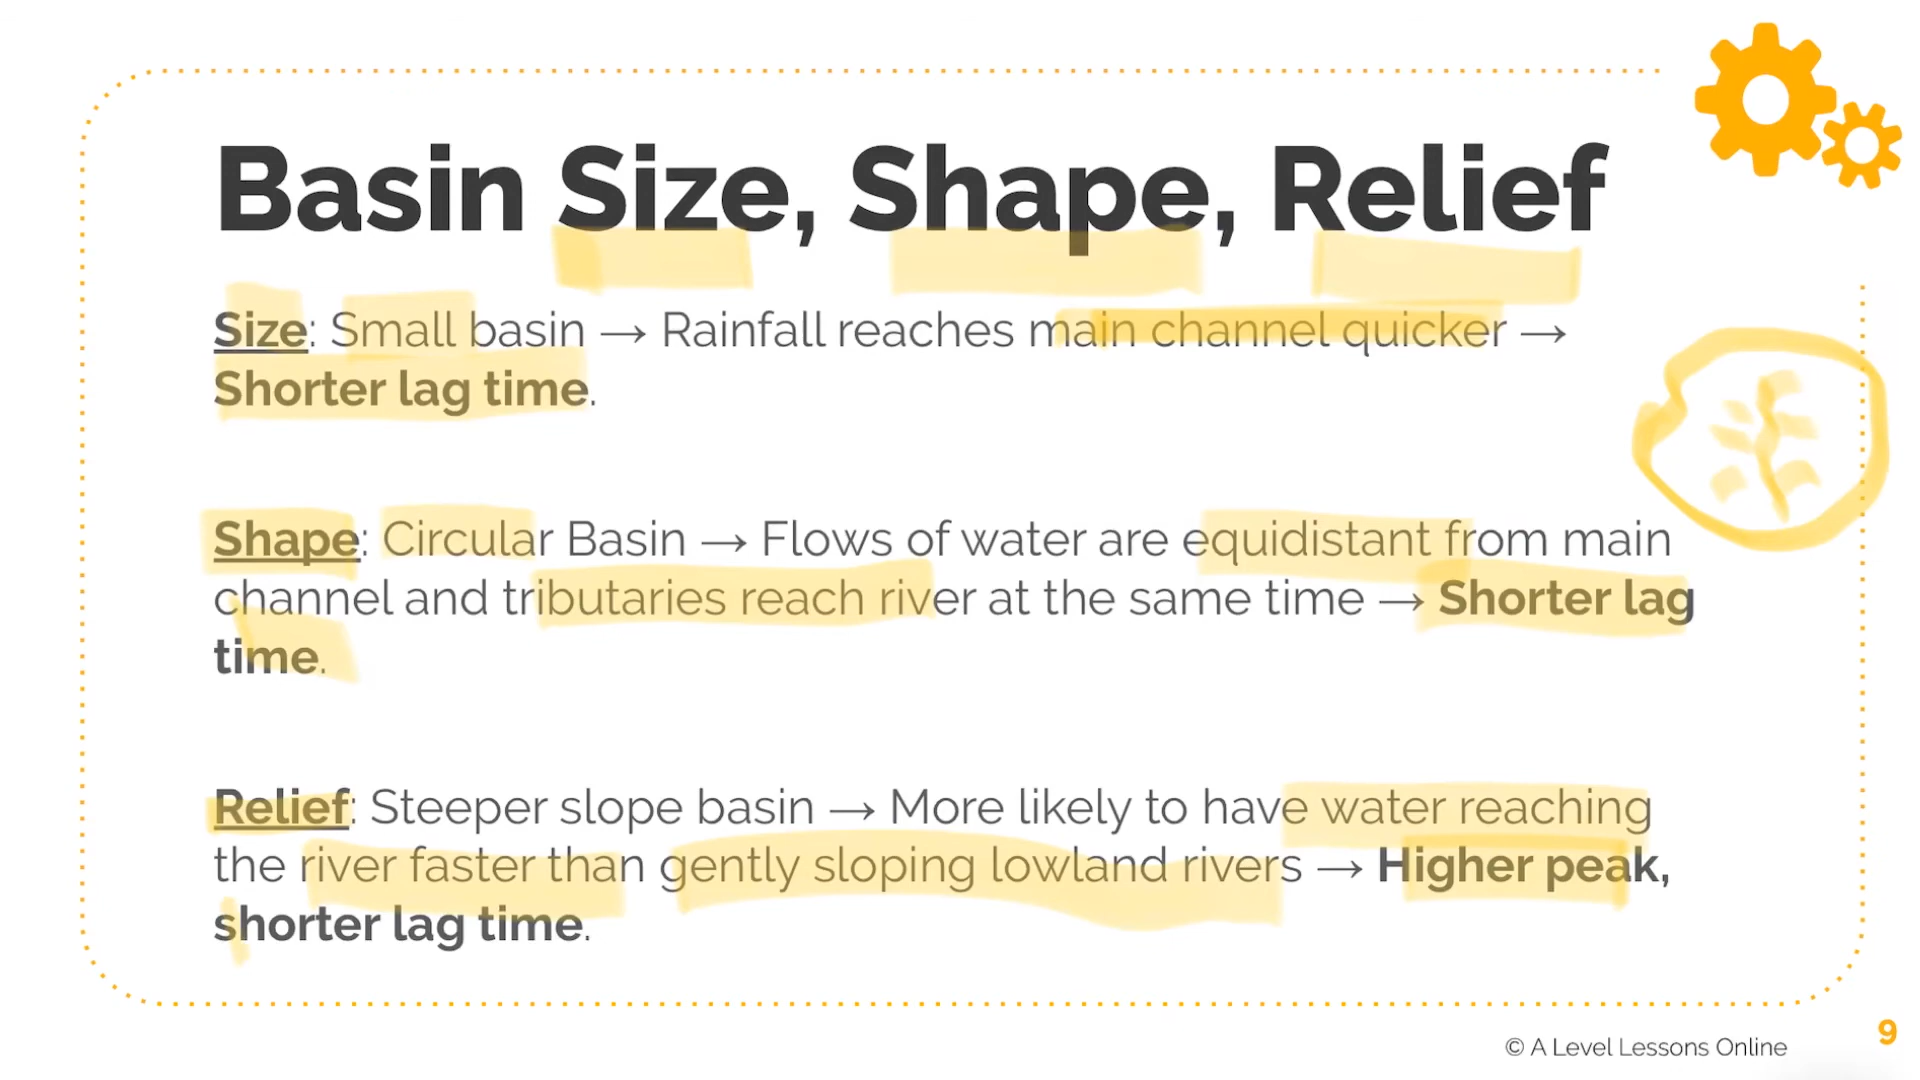 Basin Size, Shape, Relief
Size: Small basin → Rainfall reaches main channel quicker →
Shorter lag time.
Shape: Circular Basin → Flows of water are equidistant from main
channel and tributaries reach river at the same time → Shorter lag
time.
Relief: Steeper slope basin → More likely to have water reaching
the river faster than gently sloping lowland rivers → Higher peak,
shorter lag time.
© A Level Lessons Online
9